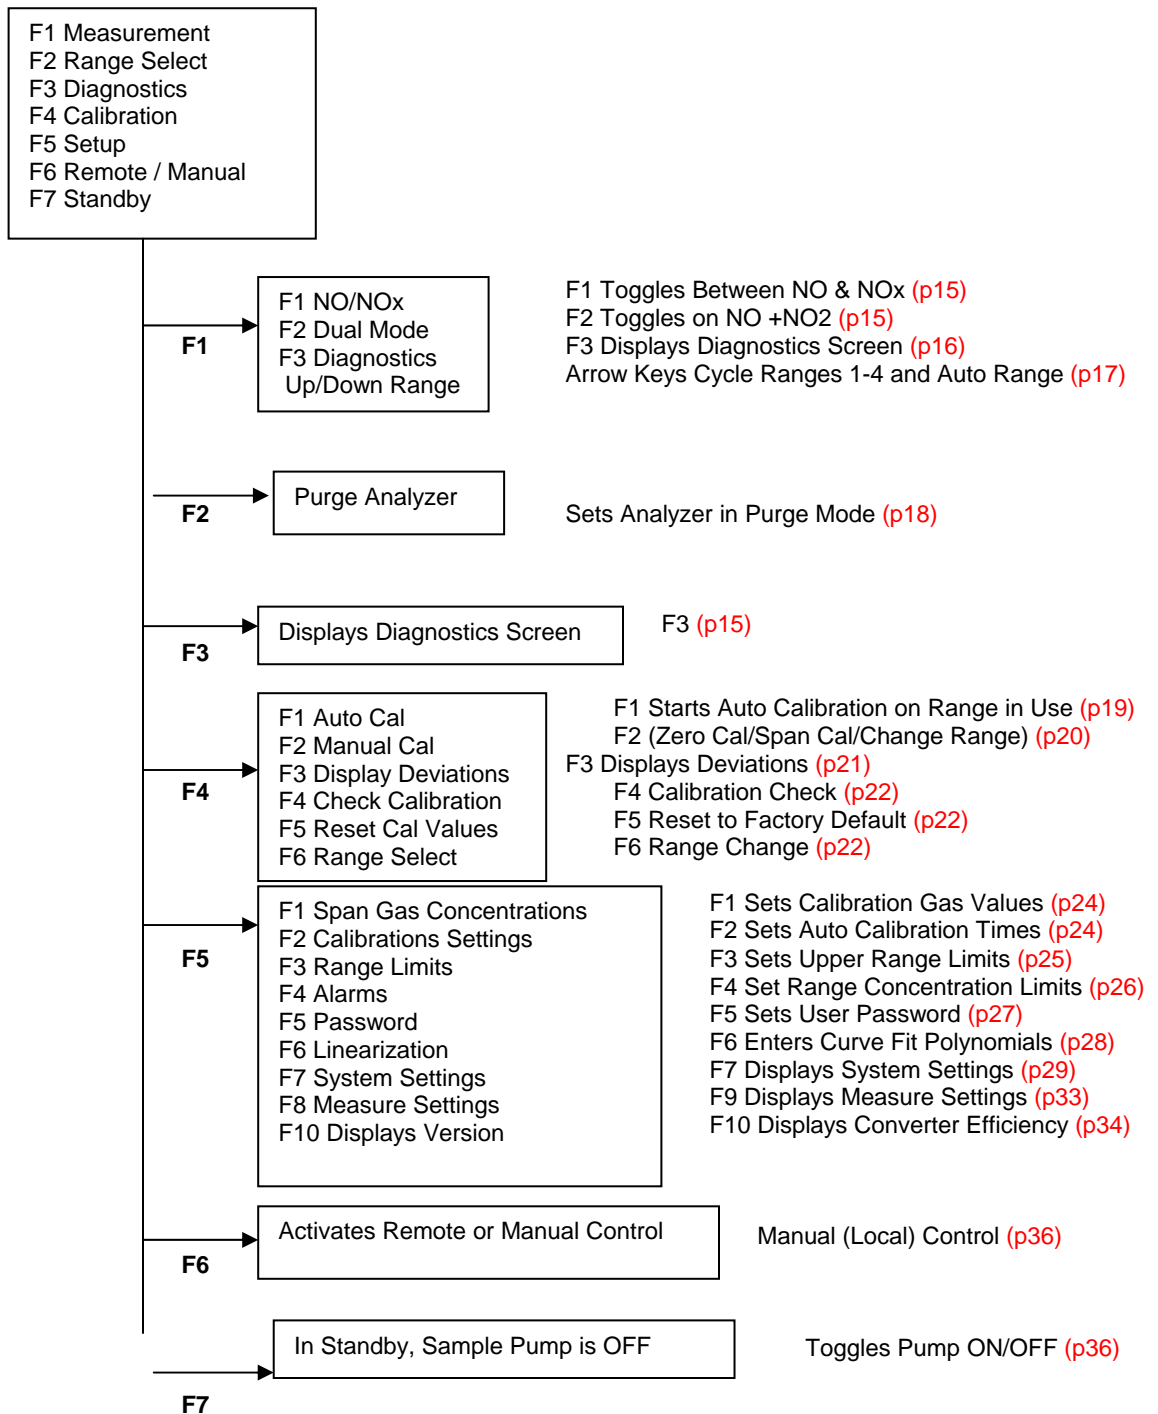 F1 Measurement
F2 Range Select
F3 Diagnostics
F4 Calibration
F5 Setup
F6 Remote / Manual
F7 Standby
F1
F1 NO/NOx
F2 Dual Mode
F3 Diagnostics
Up/Down Range
F1 Toggles Between NO & NOx (p15)
F2 Toggles on NO +NO2 (p15)
F3 Displays Diagnostics Screen (p16)
Arrow Keys Cycle Ranges 1-4 and Auto Range (p17)
F2
Purge Analyzer
Sets Analyzer in Purge Mode (p18)
F3
Displays Diagnostics Screen
F3 (p15)
F4
F1 Auto Cal
F2 Manual Cal
F3 Display Deviations
F4 Check Calibration
F5 Reset Cal Values
F6 Range Select
F1 Starts Auto Calibration on Range in Use (p19)
F2 (Zero Cal/Span Cal/Change Range) (p20)
F3 Displays Deviations (p21)
F4 Calibration Check (p22)
F5 Reset to Factory Default (p22)
F6 Range Change (p22)
F5
F1 Span Gas Concentrations
F2 Calibrations Settings
F3 Range Limits
F4 Alarms
F5 Password
F6 Linearization
F7 System Settings
F8 Measure Settings
F10 Displays Version
F1 Sets Calibration Gas Values (p24)
F2 Sets Auto Calibration Times (p24)
F3 Sets Upper Range Limits (p25)
F4 Set Range Concentration Limits (p26)
F5 Sets User Password (p27)
F6 Enters Curve Fit Polynomials (p28)
F7 Displays System Settings (p29)
F9 Displays Measure Settings (p33)
F10 Displays Converter Efficiency (p34)
F6
Activates Remote or Manual Control
Manual (Local) Control (p36)
F7
In Standby, Sample Pump is OFF
Toggles Pump ON/OFF (p36)